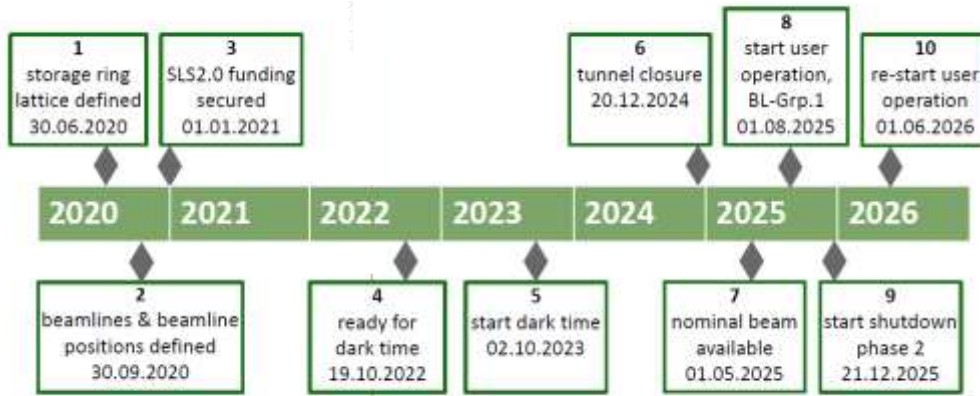 1
storage ring
lattice defined
30.06.2020
3
SLS2.0 funding
secured
01.01.2021
6
tunnel closure
20.12.2024
8
start user
operation,
BL-Grp.1
01.08.2025
10
re-start user
operation
01.06.2026
2020
2021
2022
2023
2024
2025
2026
2
beamlines & beamline
positions defined
30.09.2020
4
ready for
dark time
19.10.2022
5
start dark time
02.10.2023
7
nominal beam
available
01.05.2025
9
start shutdown
phase 2
21.12.2025